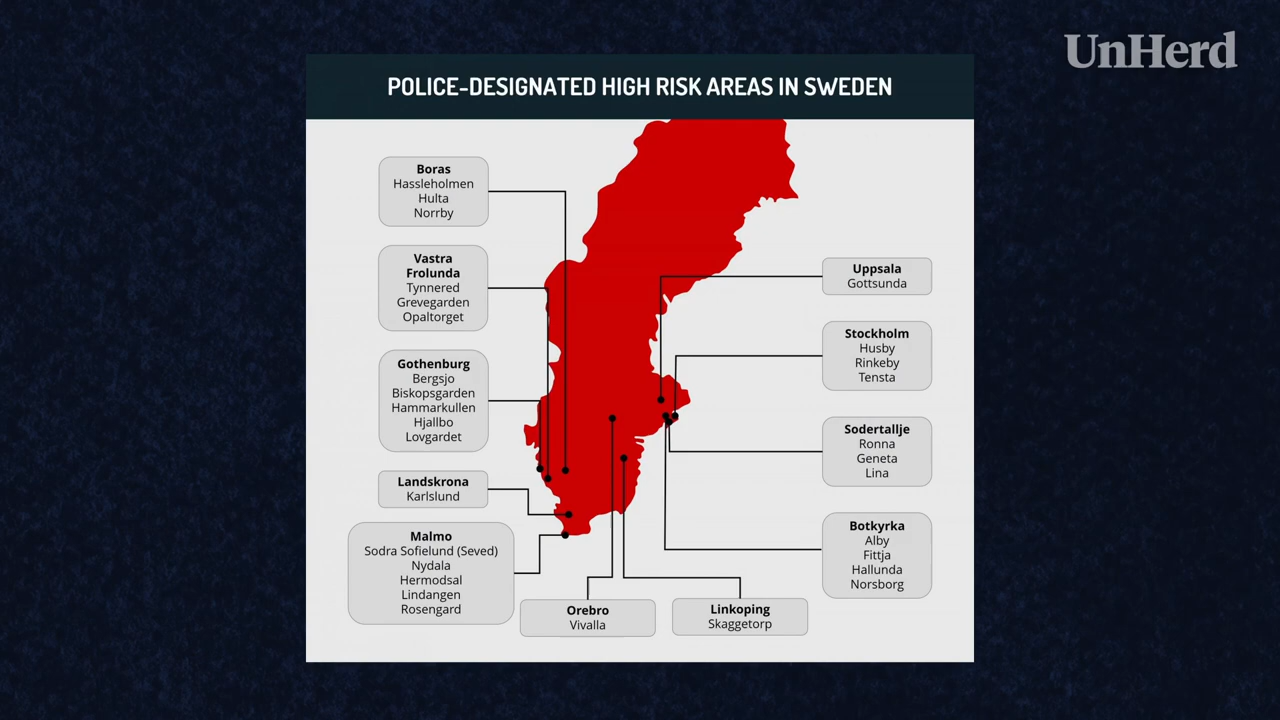 UnHerd
POLICE-DESIGNATED HIGH RISK AREAS IN SWEDEN
Boras
Hassleholmen
Hulta
Norrby
Vastra
Frolunda
Tynnered
Grevegarden
Opaltorget
Gothenburg
Bergsjo
Biskopsgarden
Hammarkullen
Hjallbo
Lovgardet
Landskrona
Karlslund
Malmo
Sodra Sofielund (Seved)
Nydala
Hermodsal
Lindangen
Rosengard
Orebro
Vivalla
Linkoping
Skaggetorp
Uppsala
Gottsunda
Stockholm
Husby
Rinkeby
Tensta
Sodertallje
Ronna
Geneta
Lina
Botkyrka
Alby
Fittja
Hallunda
Norsborg